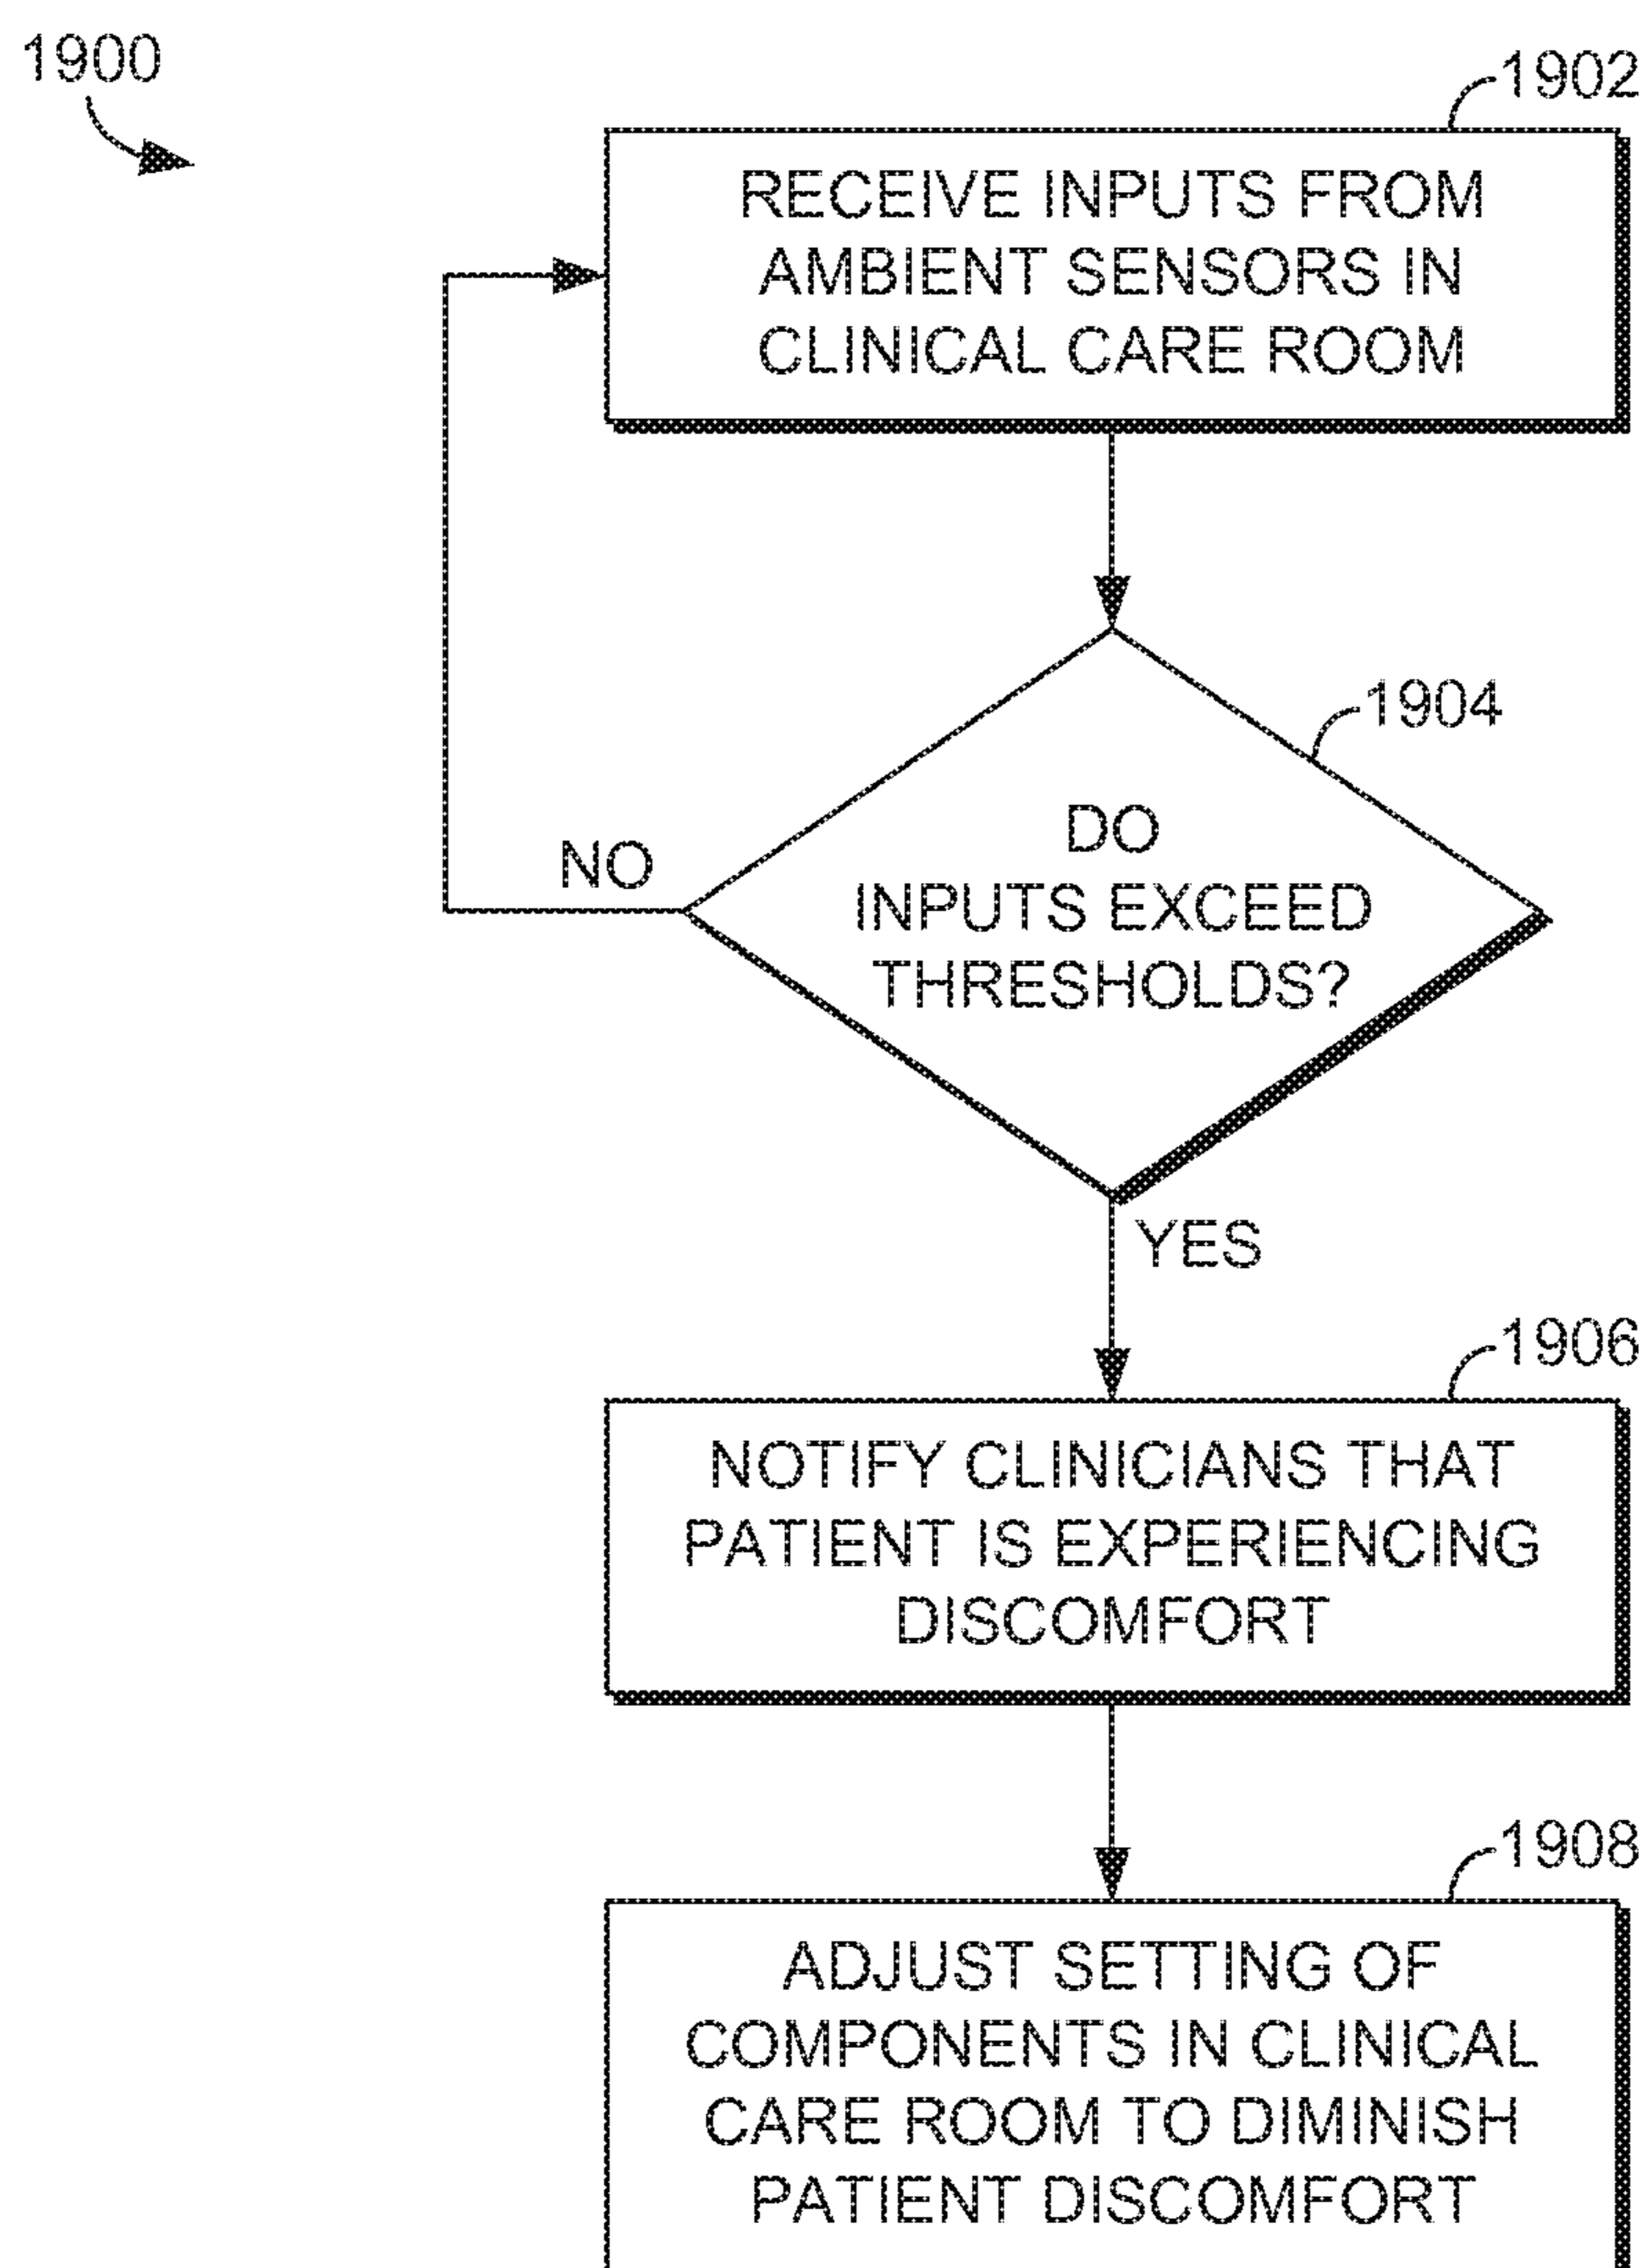 1900
1902
RECEIVE INPUTS FROM
AMBIENT SENSORS IN
CLINICAL CARE ROOM
1904
DO
INPUTS EXCEED
THRESHOLDS?
NO
YES
1906
NOTIFY CLINICIANS THAT
PATIENT IS EXPERIENCING
DISCOMFORT
1908
ADJUST SETTING OF
COMPONENTS IN CLINICAL
CARE ROOM TO DIMINISH
PATIENT DISCOMFORT